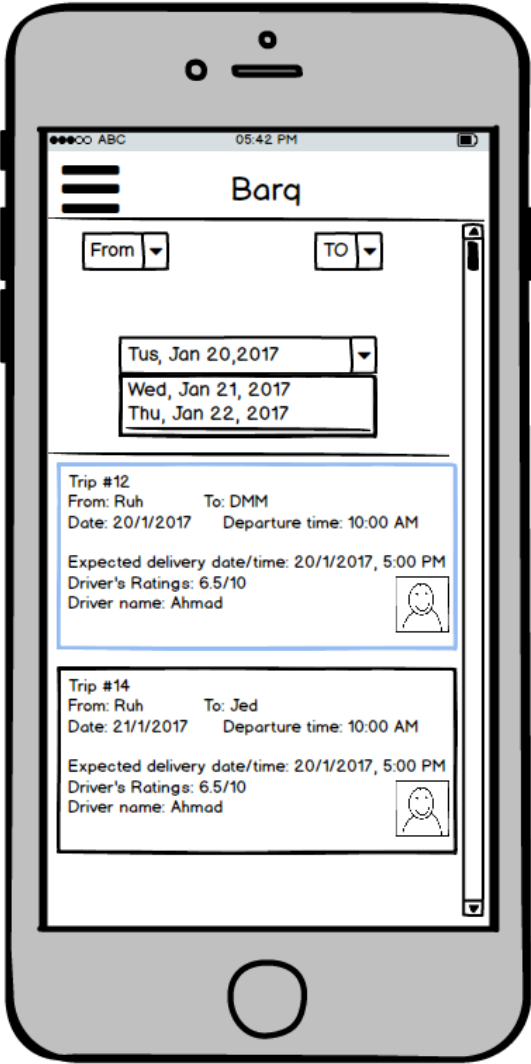 ABC 05:42 PM
Barq
From TO
Tus, Jan 20,2017
Wed, Jan 21, 2017
Thu, Jan 22, 2017
Trip #12
From: Ruh To: DMM
Date: 20/1/2017 Departure time: 10:00 AM
Expected delivery date/time: 20/1/2017, 5:00 PM
Driver's Ratings: 6.5/10
Driver name: Ahmad
Trip #14
From: Ruh To: Jed
Date: 21/1/2017 Departure time: 10:00 AM
Expected delivery date/time: 20/1/2017, 5:00 PM
Driver's Ratings: 6.5/10
Driver name: Ahmad